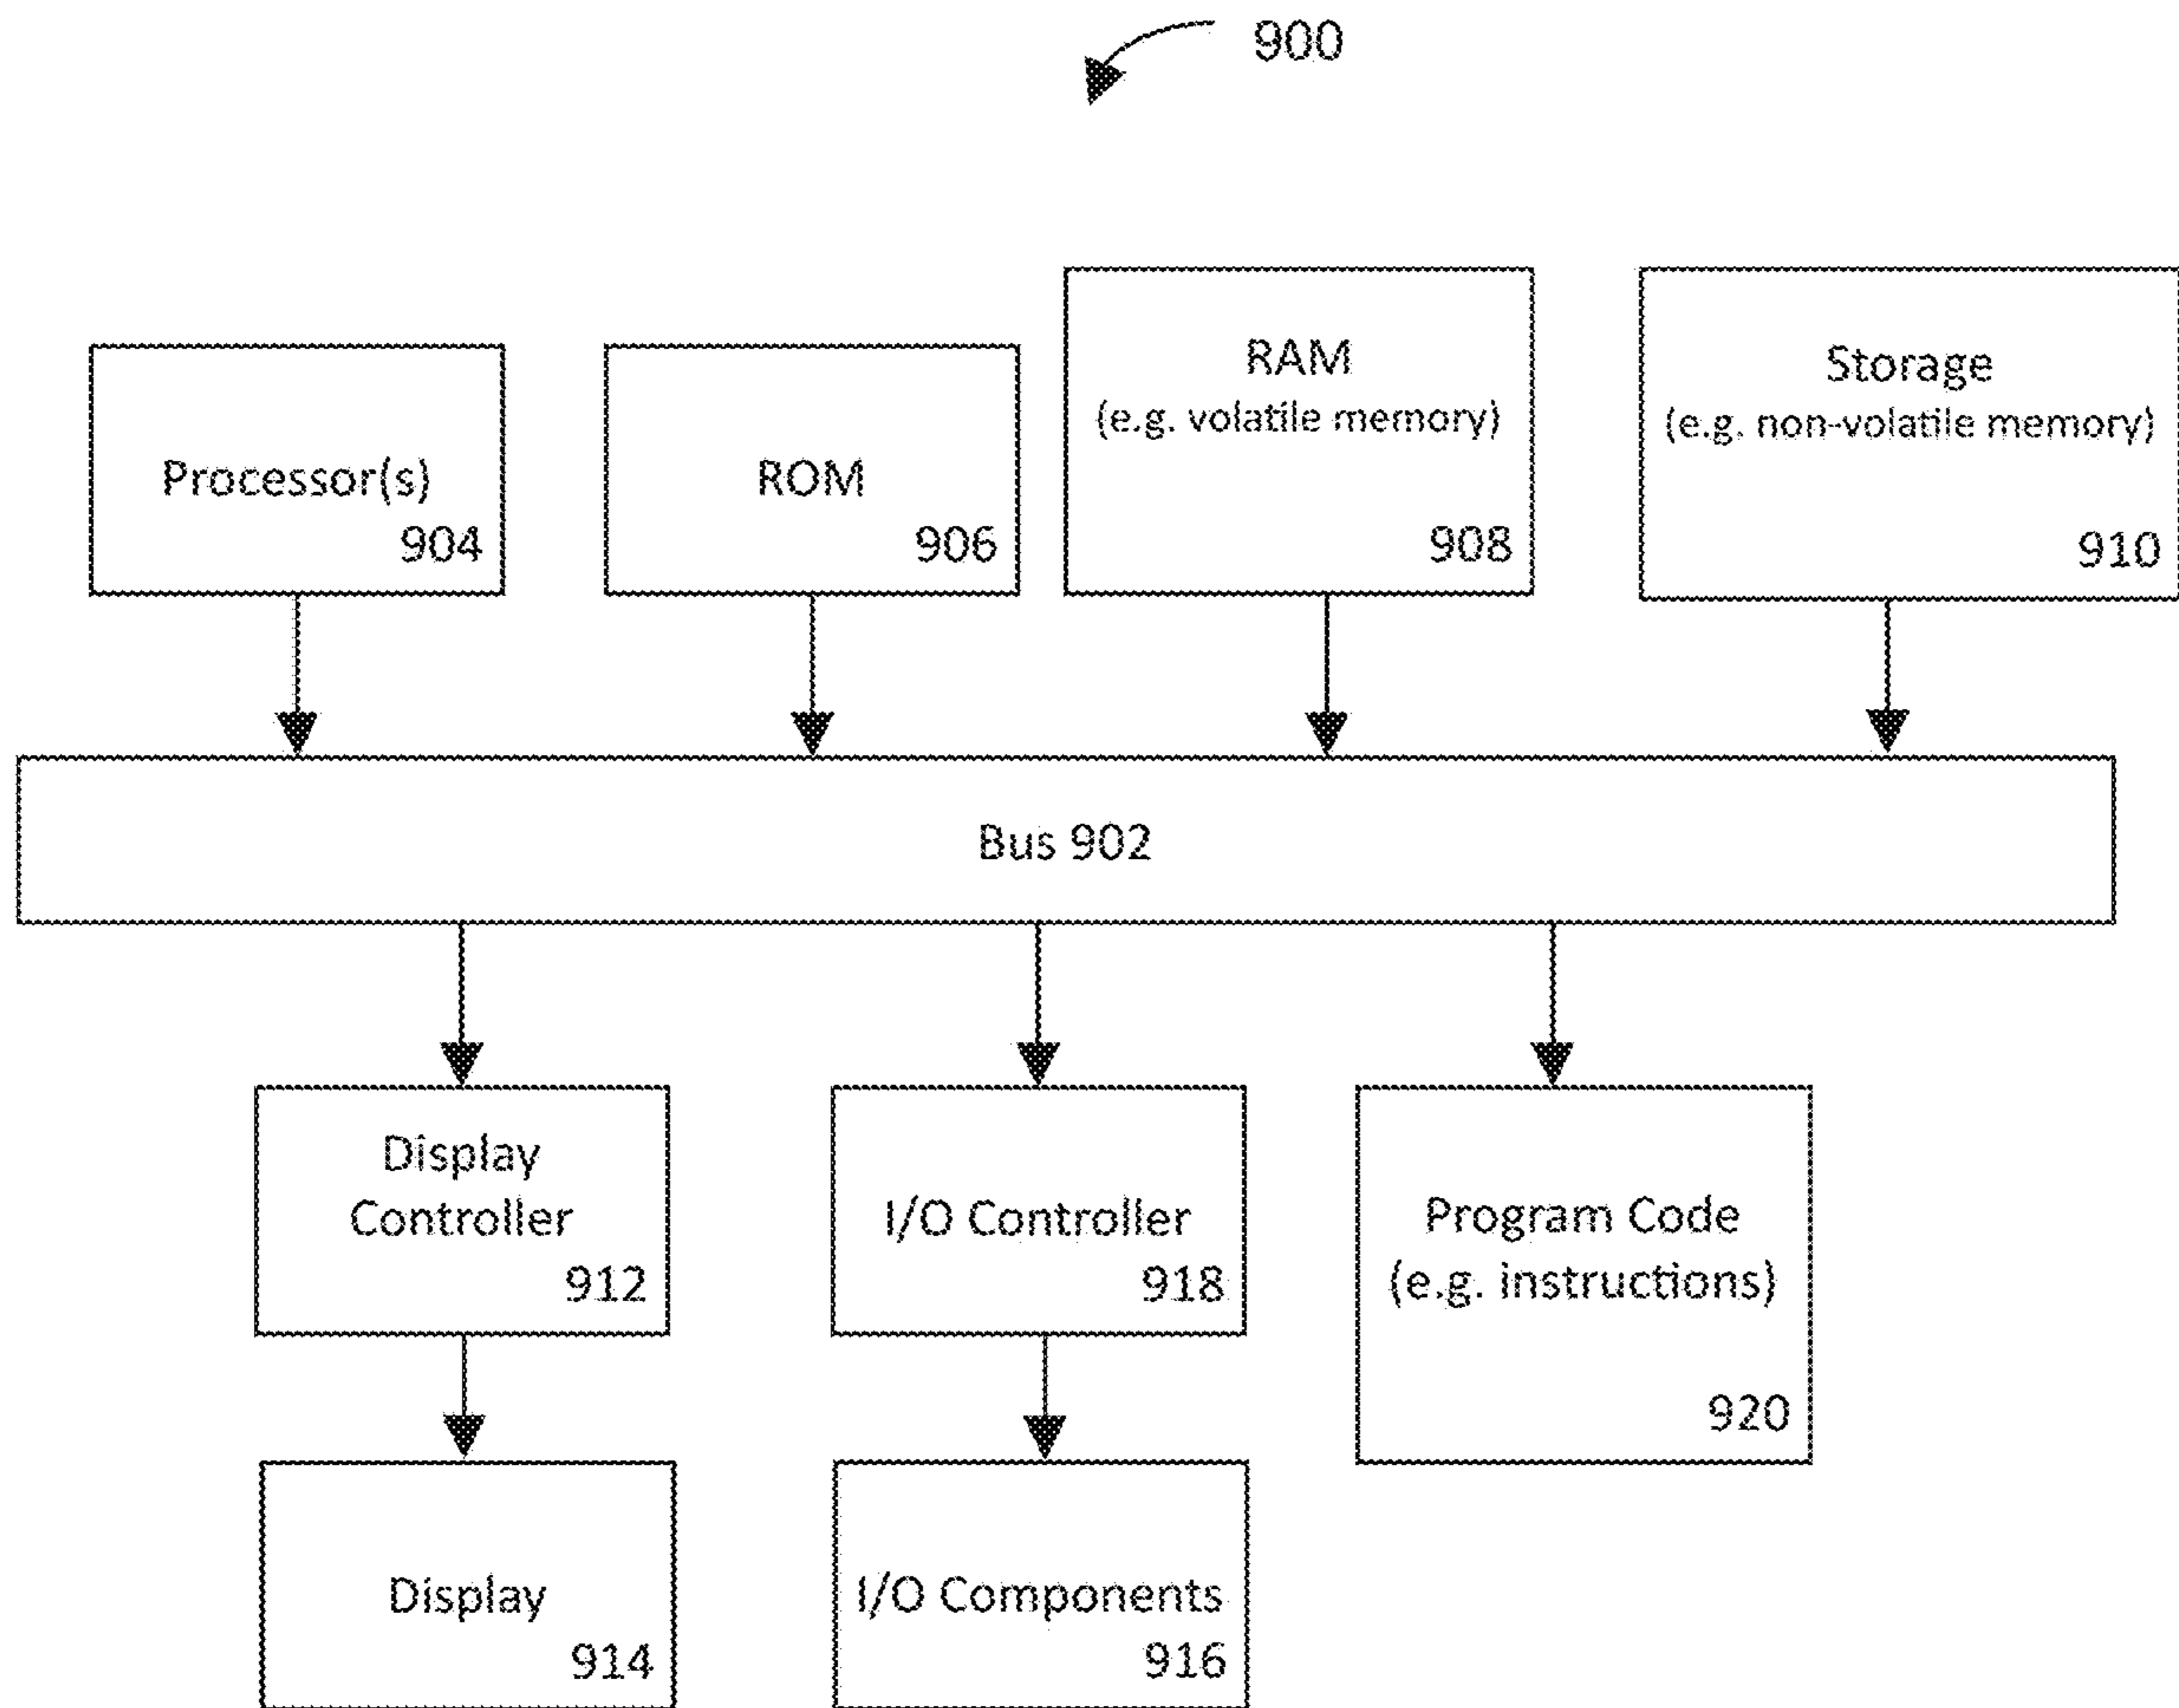 900
Processor(s)
904
ROM
906
RAM
(e.g. volatile memory)
908
Storage
(e.g. non-volatile memory)
910
Bus 902
Display
Controller
912
I/O Controller
918
Program Code
(e.g. instructions)
920
Display
914
I/O Components
916